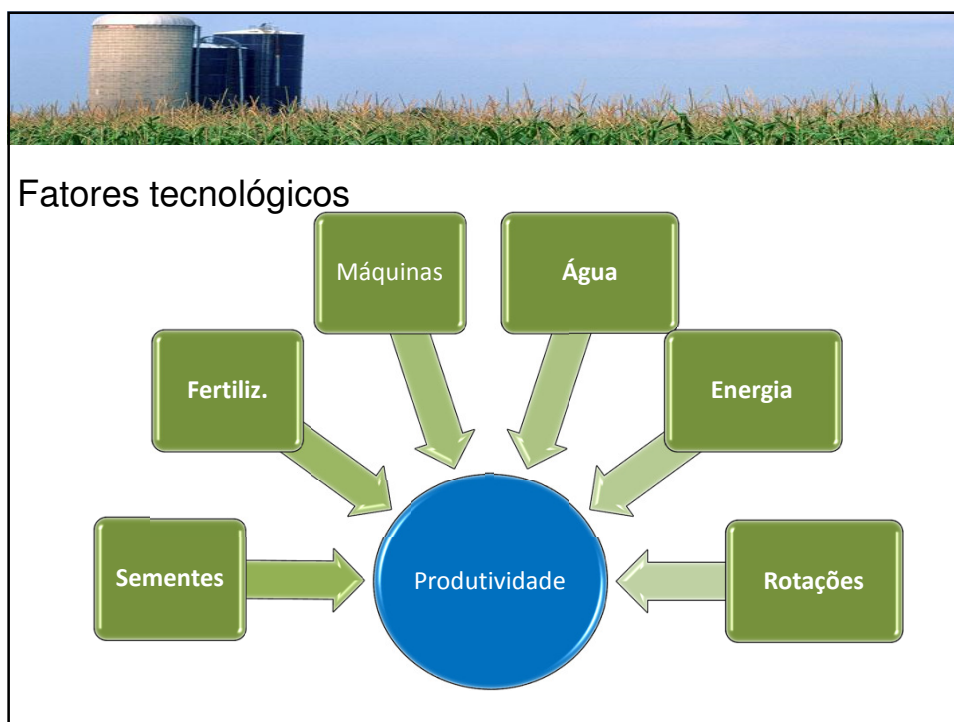 Fatores tecnológicos
Máquinas
Água
Fertiliz.
Energia
Sementes
Produtividade
Rotações